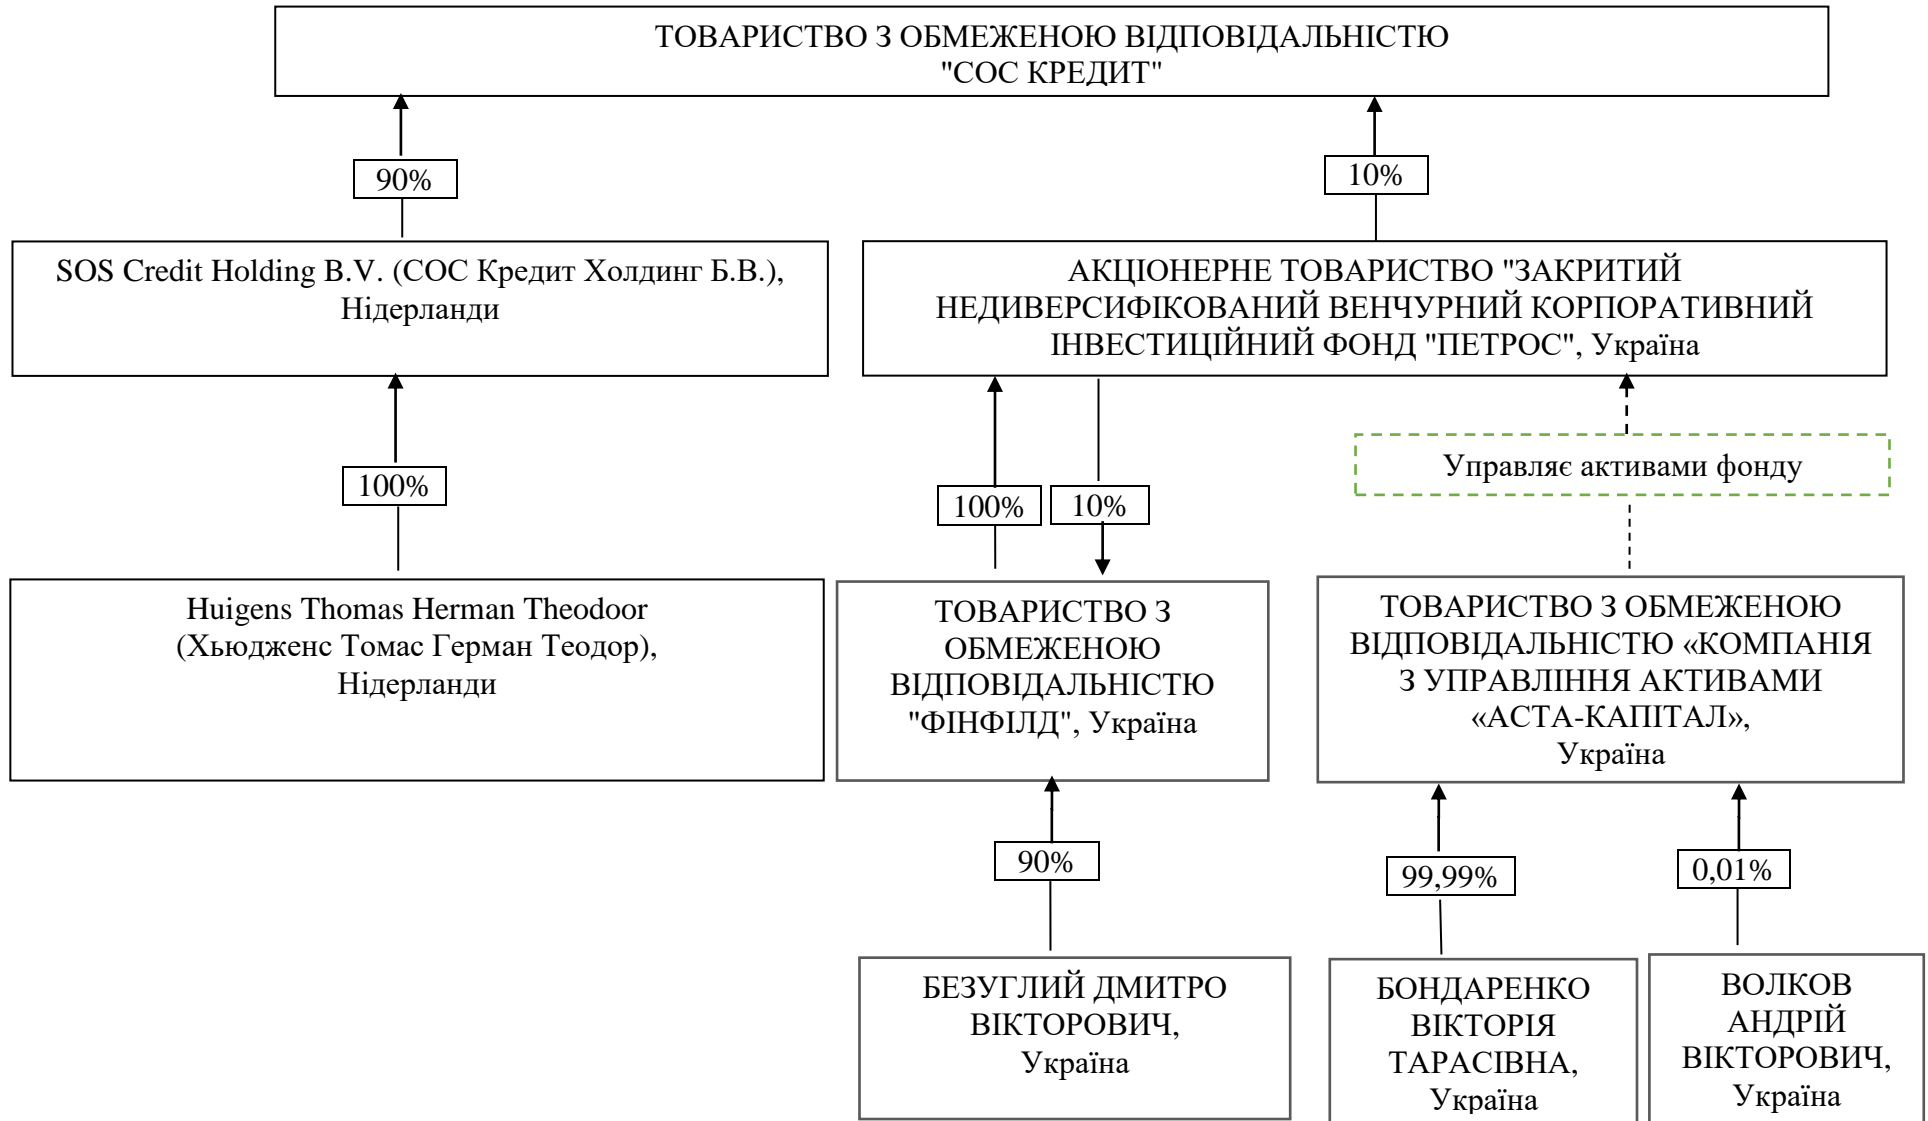 ТОВАРИСТВО З ОБМЕЖЕНОЮ ВІДПОВІДАЛЬНІСТЮ
"СОС КРЕДИТ"
90%
10%
SOS Credit Holding B.V. (СОС Кредит Холдинг Б.В.),
Нідерланди
АКЦІОНЕРНЕ ТОВАРИСТВО "ЗАКРИТИЙ
НЕДИВЕРСИФІКОВАНИЙ ВЕНЧУРНИЙ КОРПОРАТИВНИЙ
ІНВЕСТИЦІЙНИЙ ФОНД "ПЕТРОС", Україна
100%
100%
10%
Управляє активами фонду
Huigens Thomas Herman Theodoor
(Хьюдженс Томас Герман Теодор),
Нідерланди
ТОВАРИСТВО З
ОБМЕЖЕНОЮ
ВІДПОВІДАЛЬНІСТЮ
"ФІНФІЛД", Україна
ТОВАРИСТВО З ОБМЕЖЕНОЮ
ВІДПОВІДАЛЬНІСТЮ «КОМПАНІЯ
З УПРАВЛІННЯ АКТИВАМИ
«АСТА-КАПІТАЛ»,
Україна
90%
99,99%
0,01%
БЕЗУГЛИЙ ДМИТРО
ВІКТОРОВИЧ,
Україна
БОНДАРЕНКО
ВІКТОРІЯ
ТАРАСІВНА,
Україна
ВОЛКОВ
АНДРІЙ
ВІКТОРОВИЧ,
Україна